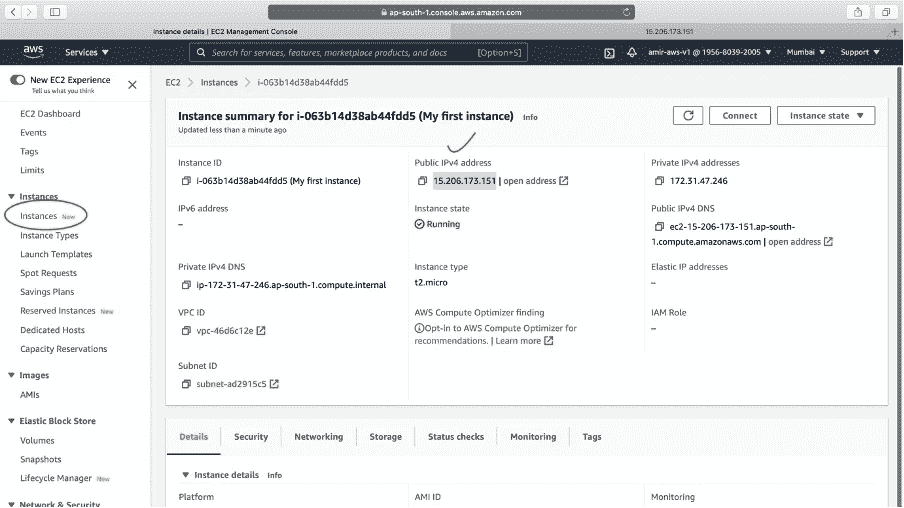 ap-south-1.console.aws.amazon.com
Instance details | EC2 Management Console
15.206.173.151
aws
Services
Search for services, features, marketplace products, and docs
[Option+S]
amir-aws-v1 @ 1956-8039-2005
Mumbai
Support
New EC2 Experience
Tell us what you think
EC2 Dashboard
Events
Tags
Limits
Instances
Instances New
Instance Types
Launch Templates
Spot Requests
Savings Plans
Reserved Instances New
Dedicated Hosts
Capacity Reservations
Images
AMIs
Elastic Block Store
Volumes
Snapshots
Lifecycle Manager New
Network & Security
EC2 > Instances > i-063b14d38ab44fdd5
Instance summary for i-063b14d38ab44fdd5 (My first instance) Info
Updated less than a minute ago
Connect
Instance state
Instance ID
i-063b14d38ab44fdd5 (My first instance)
Public IPv4 address
15.206.173.151 | open address
Private IPv4 addresses
172.31.47.246
IPv6 address
–
Instance state
Running
Public IPv4 DNS
ec2-15-206-173-151.ap-south-
1.compute.amazonaws.com | open address
Private IPv4 DNS
ip-172-31-47-246.ap-south-1.compute.internal
Instance type
t2.micro
Elastic IP addresses
–
VPC ID
vpc-46d6c12e
AWS Compute Optimizer finding
Opt-in to AWS Compute Optimizer for
recommendations. | Learn more
IAM Role
–
Subnet ID
subnet-ad2915c5
Details
Security
Networking
Storage
Status checks
Monitoring
Tags
Instance details Info
Platform
AMI ID
Monitoring